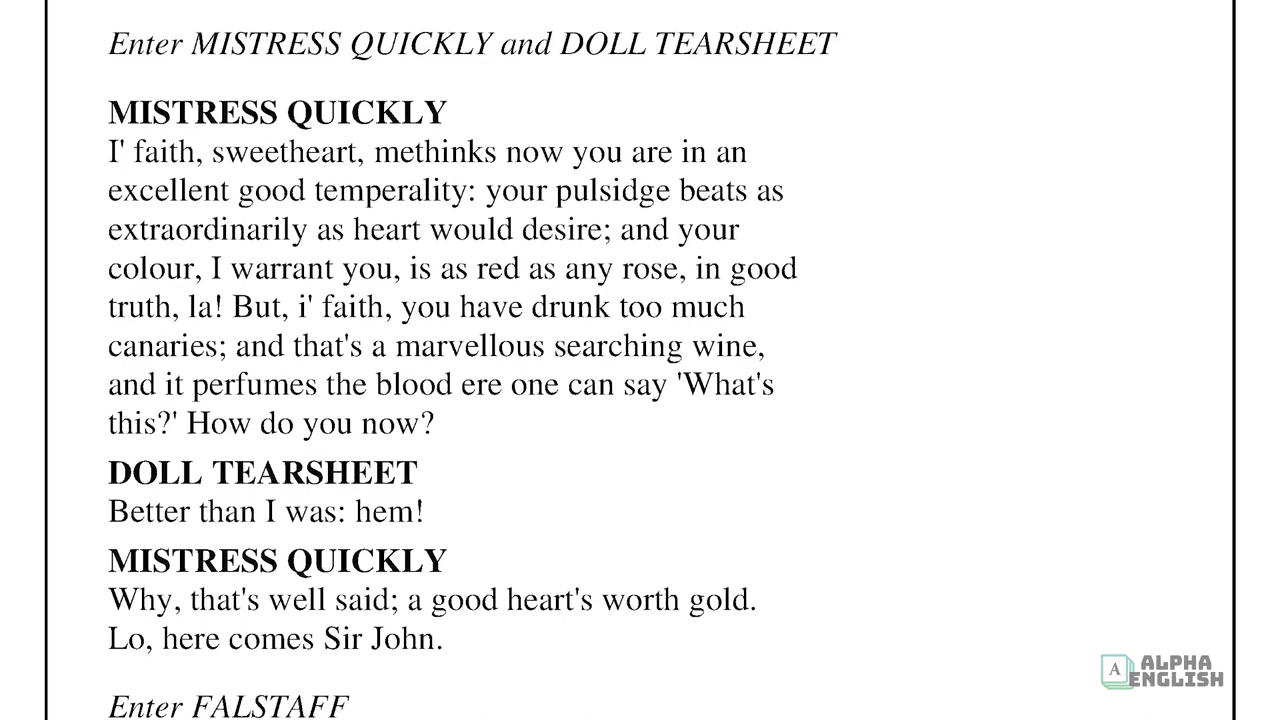 Enter MISTRESS QUICKLY and DOLL TEARSHEET
MISTRESS QUICKLY
I' faith, sweetheart, methinks now you are in an
excellent good temperality: your pulsidge beats as
extraordinarily as heart would desire; and your
colour, I warrant you, is as red as any rose, in good
truth, la! But, i' faith, you have drunk too much
canaries; and that's a marvellous searching wine,
and it perfumes the blood ere one can say 'What's
this?' How do you now?
DOLL TEARSHEET
Better than I was: hem!
MISTRESS QUICKLY
Why, that's well said; a good heart's worth gold.
Lo, here comes Sir John.
Enter FALSTAFF
A
ALPHA
ENGLISH